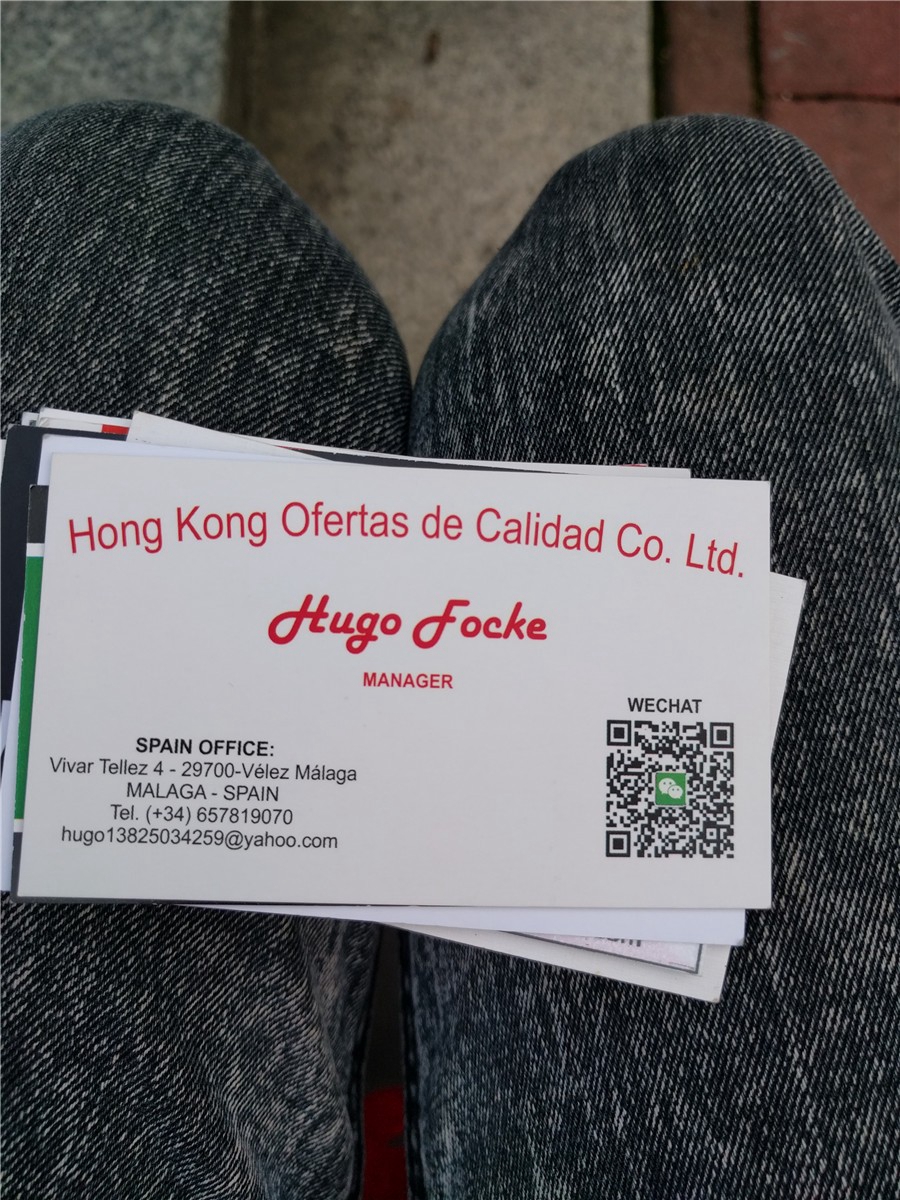 Hong Kong Ofertas de Calidad Co. Ltd.
Hugo Focke
MANAGER
WECHAT
SPAIN OFFICE:
Vivar Tellez 4 - 29700-Vélez Málaga
MALAGA - SPAIN
Tel. (+34) 657819070
hugo13825034259@yahoo.com